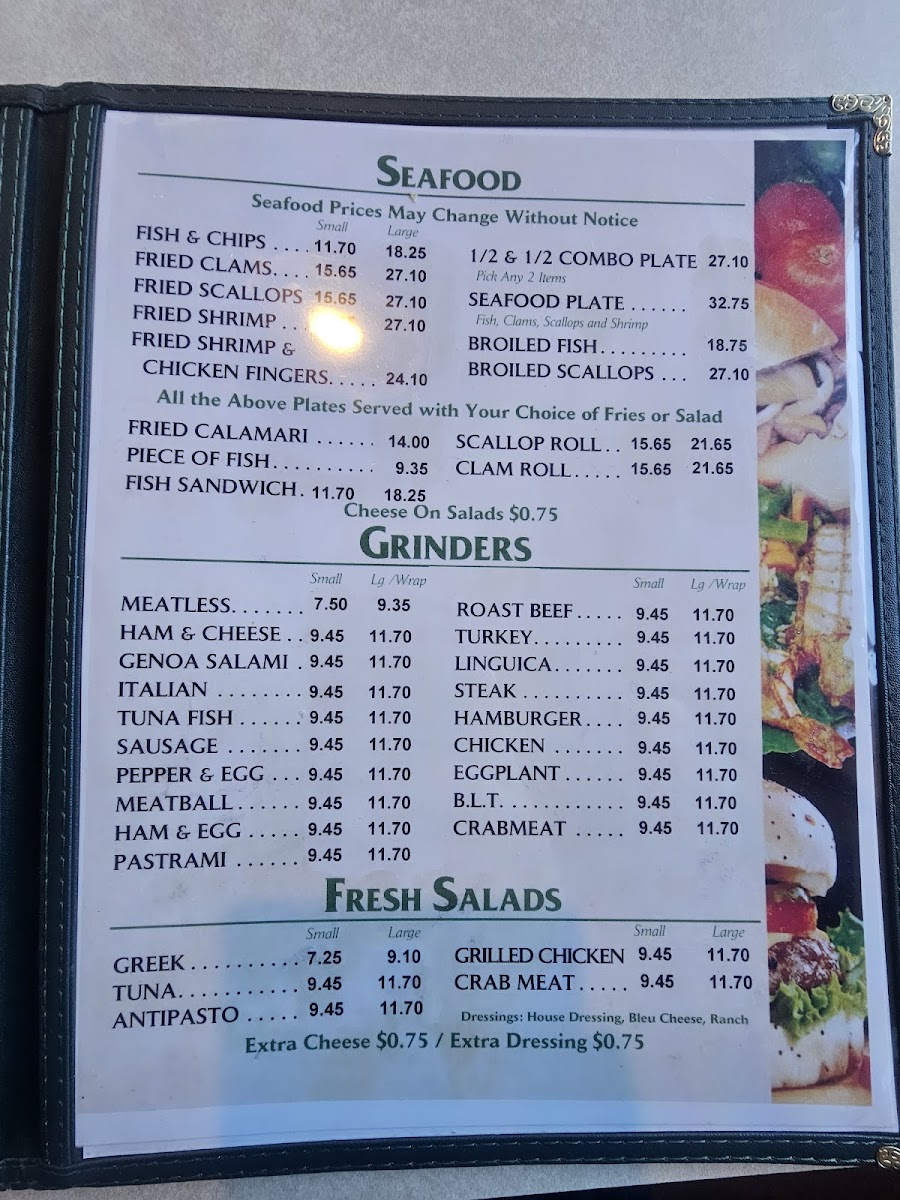 SEAFOOD
Seafood Prices May Change Without Notice
Small Large
FISH & CHIPS .... 11.70 18.25
FRIED CLAMS.... 15.65 27.10
FRIED SCALLOPS 15.65 27.10
FRIED SHRIMP ... 27.10
FRIED SHRIMP &
CHICKEN FINGERS..... 24.10
1/2 & 1/2 COMBO PLATE 27.10
Pick Any 2 Items
SEAFOOD PLATE ...... 32.75
Fish, Clams, Scallops and Shrimp
BROILED FISH......... 18.75
BROILED SCALLOPS ... 27.10
All the Above Plates Served with Your Choice of Fries or Salad
FRIED CALAMARI ...... 14.00
PIECE OF FISH.......... 9.35
FISH SANDWICH. 11.70 18.25
SCALLOP ROLL.. 15.65 21.65
CLAM ROLL..... 15.65 21.65
Cheese On Salads $0.75
GRINDERS
Small Lg /Wrap
MEATLESS....... 7.50 9.35
HAM & CHEESE .. 9.45 11.70
GENOA SALAMI . 9.45 11.70
ITALIAN ........ 9.45 11.70
TUNA FISH ...... 9.45 11.70
SAUSAGE ....... 9.45 11.70
PEPPER & EGG ... 9.45 11.70
MEATBALL...... 9.45 11.70
HAM & EGG ..... 9.45 11.70
PASTRAMI ...... 9.45 11.70
Small Lg /Wrap
ROAST BEEF..... 9.45 11.70
TURKEY......... 9.45 11.70
LINGUICA....... 9.45 11.70
STEAK .......... 9.45 11.70
HAMBURGER.... 9.45 11.70
CHICKEN ....... 9.45 11.70
EGGPLANT...... 9.45 11.70
B.L.T. ........... 9.45 11.70
CRABMEAT ..... 9.45 11.70
FRESH SALADS
Small Large
GREEK.......... 7.25 9.10
TUNA........... 9.45 11.70
ANTIPASTO ..... 9.45 11.70
Small Large
GRILLED CHICKEN 9.45 11.70
CRAB MEAT..... 9.45 11.70
Dressings: House Dressing, Bleu Cheese, Ranch
Extra Cheese $0.75 / Extra Dressing $0.75